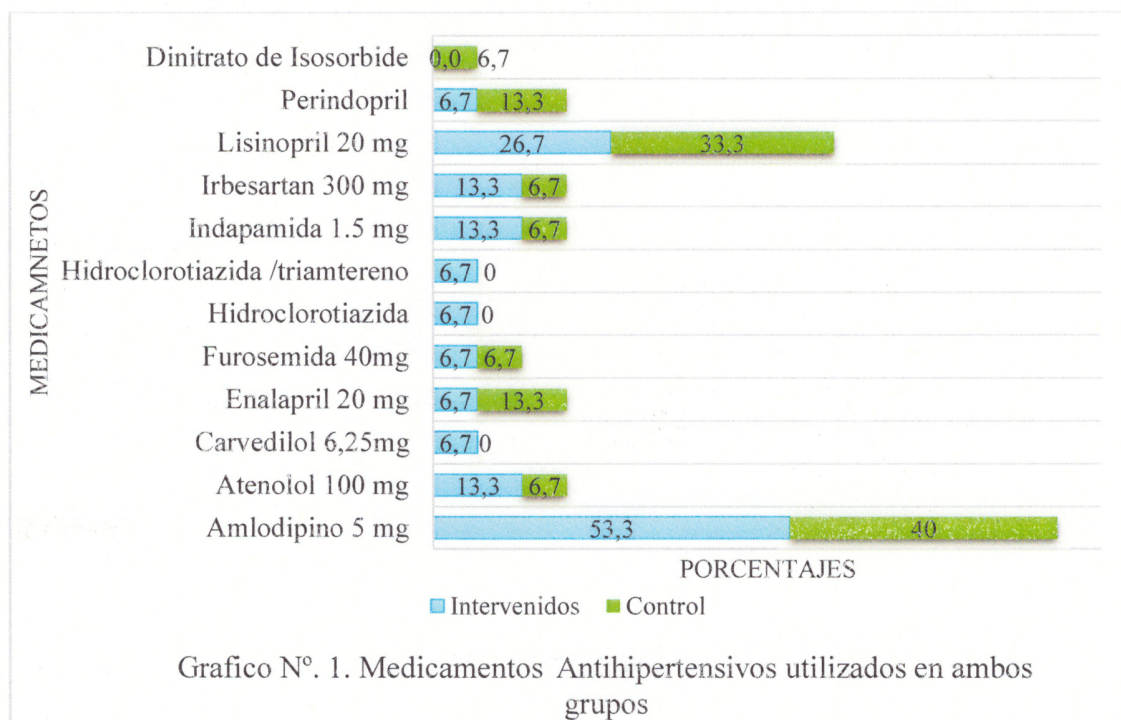 MEDICAMNETOS
Dinitrato de Isosorbide 0,0 6,7
Perindopril 6,7 13,3
Lisinopril 20 mg 26,7 33,3
Irbesartan 300 mg 13,3 6,7
Indapamida 1.5 mg 13,3 6,7
Hidroclorotiazida /triamtereno 6,7 0
Hidroclorotiazida 6,7 0
Furosemida 40mg 6,7 6,7
Enalapril 20 mg 6,7 13,3
Carvedilol 6,25mg 6,7 0
Atenolol 100 mg 13,3 6,7
Amlodipino 5 mg 53,3 40
PORCENTAJES
Intervenidos Control
Grafico Nº. 1. Medicamentos Antihipertensivos utilizados en ambos
grupos